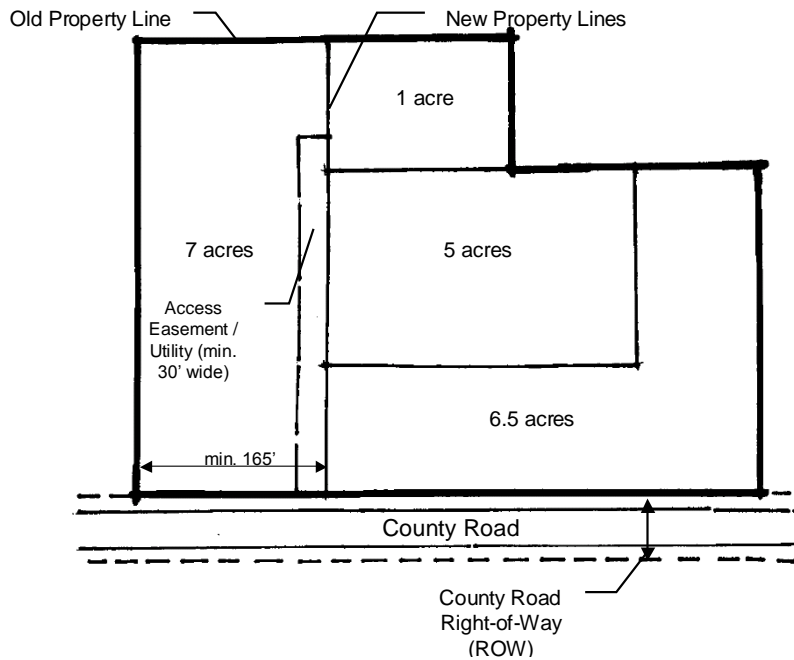 Old Property Line
New Property Lines
1 acre
7 acres
5 acres
Access
Easement /
Utility (min.
30' wide)
6.5 acres
min. 165'
County Road
County Road
Right-of-Way
(ROW)